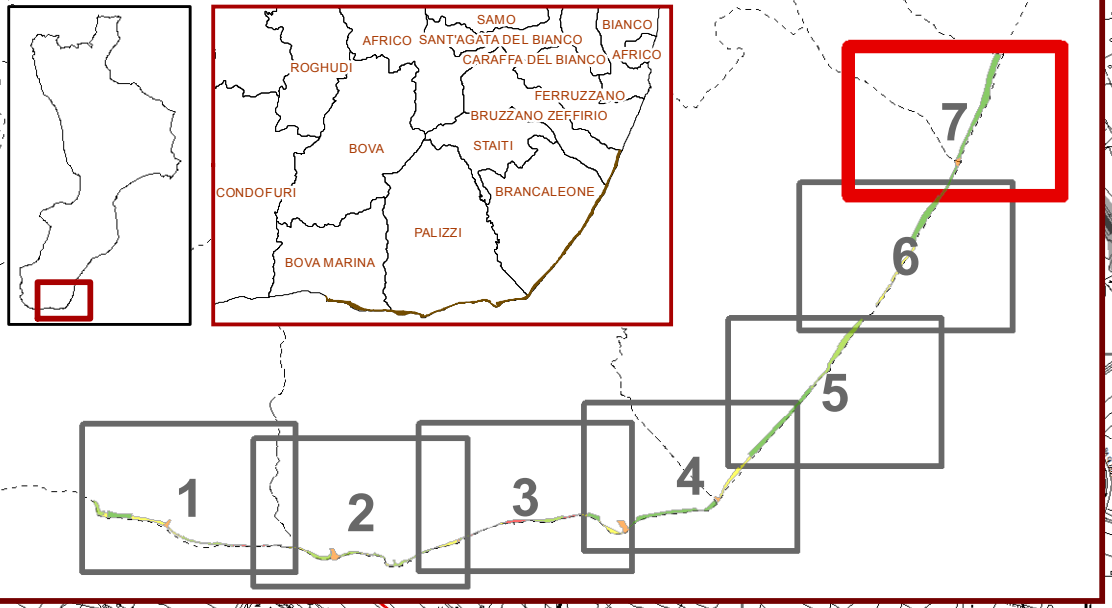 SAMO
BIANCO
AFRICO
SANT'AGATA DEL BIANCO
AFRICO
CARAFFA DEL BIANCO
ROGHUDI
FERRUZZANO
BRUZZANO ZEFFIRIO
BOVA
STAITI
CONDOFURI
BRANCALEONE
PALIZZI
BOVA MARINA
7
6
5
4
3
2
1